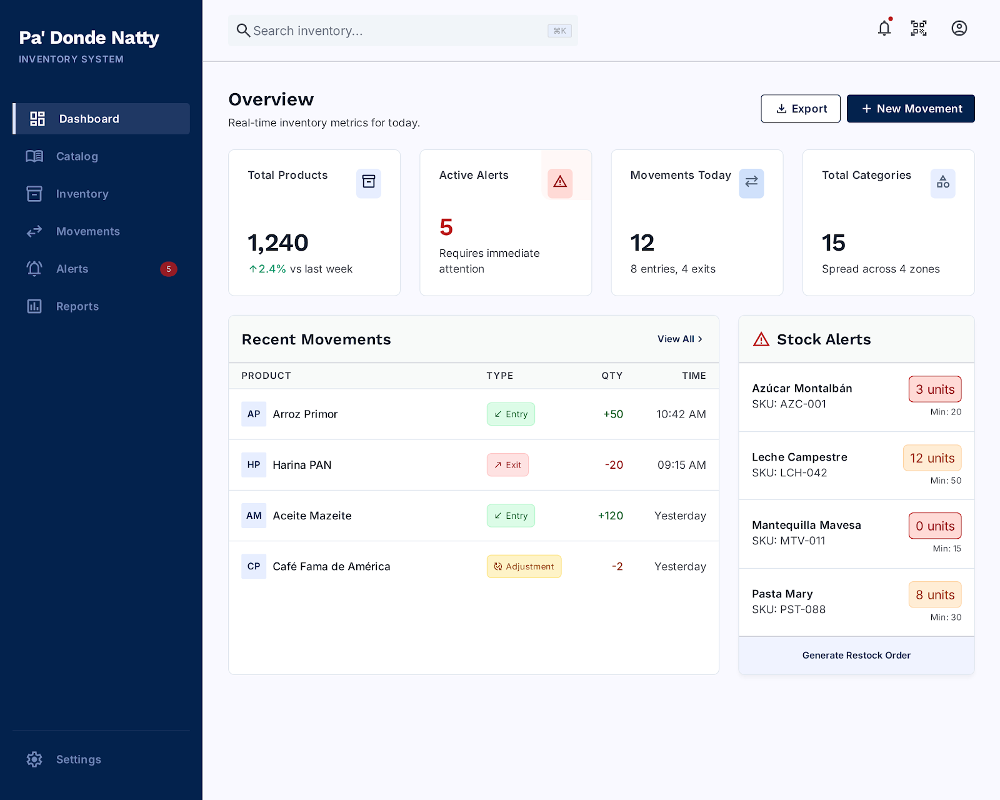 Pa' Donde Natty
INVENTORY SYSTEM
Dashboard
Catalog
Inventory
Movements
Alerts 5
Reports
Settings
Search inventory... ⌘K
Overview
Real-time inventory metrics for today.
Export
+ New Movement
Total Products
1,240
↑2.4% vs last week
Active Alerts
5
Requires immediate
attention
Movements Today
12
8 entries, 4 exits
Total Categories
15
Spread across 4 zones
Recent Movements
View All >
PRODUCT TYPE QTY TIME
AP Arroz Primor ↙ Entry +50 10:42 AM
HP Harina PAN ↗ Exit -20 09:15 AM
AM Aceite Mazeite ↙ Entry +120 Yesterday
CP Café Fama de América Adjustment -2 Yesterday
Stock Alerts
Azúcar Montalbán
SKU: AZC-001
3 units
Min: 20
Leche Campestre
SKU: LCH-042
12 units
Min: 50
Mantequilla Mavesa
SKU: MTV-011
0 units
Min: 15
Pasta Mary
SKU: PST-088
8 units
Min: 30
Generate Restock Order